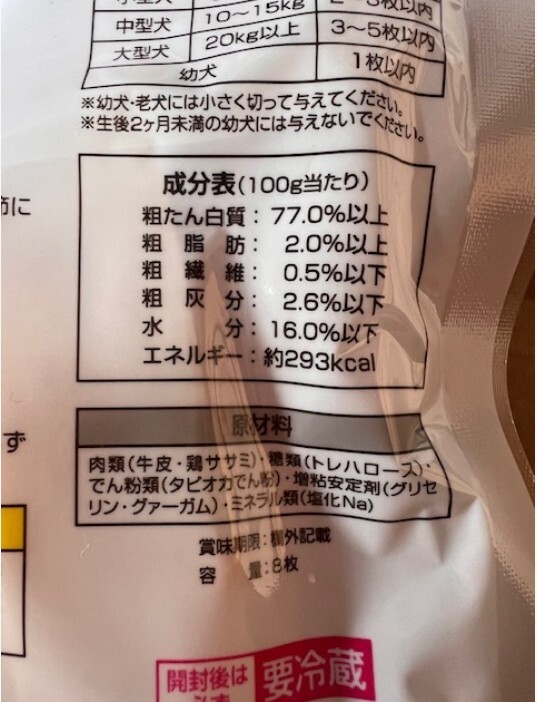 中型犬 10～15kg 2～3枚以内
大型犬 20kg以上 3～5枚以内
幼犬 1枚以内
※幼犬・老犬には小さく切って与えてください。
※生後2ヶ月未満の幼犬には与えないでください。
成分表(100g当たり)
粗たん白質：77.0%以上
粗脂肪：2.0%以上
粗繊維：0.5%以下
粗灰分：2.6%以下
水分：16.0%以下
エネルギー：約293kcal
原材料
肉類(牛皮・鶏ササミ)・糖類(トレハロース)・
でん粉類(タピオカでん粉)・増粘安定剤(グリセ
リン・グァーガム)・ミネラル類(塩化Na)
賞味期限：欄外記載
容量：8枚
開封後は
要冷蔵